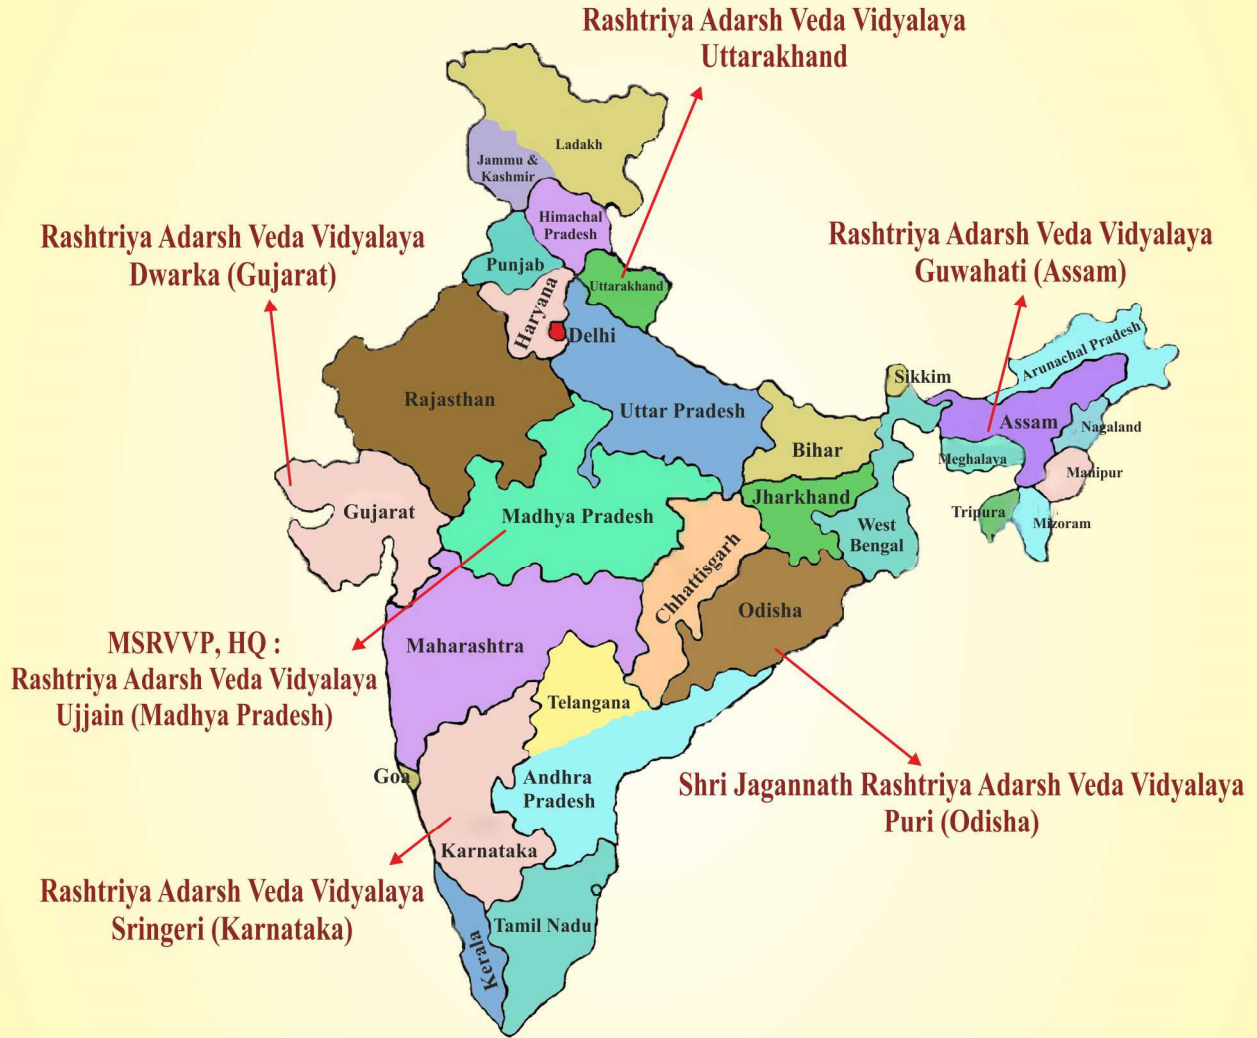 Rashtriya Adarsh Veda Vidyalaya
Uttarakhand
Ladakh
Jammu &
Kashmir
Himachal
Pradesh
Rashtriya Adarsh Veda Vidyalaya
Dwarka (Gujarat)
Rashtriya Adarsh Veda Vidyalaya
Guwahati (Assam)
Punjab
Uttarakhand
Haryana
Delhi
Arunachal Pradesh
Sikkim
Rajasthan
Uttar Pradesh
Assam
Nagaland
Bihar
Meghalaya
Manipur
Jharkhand
Gujarat
Madhya Pradesh
Tripura
Mizoram
West
Bengal
Chhattisgarh
Odisha
MSRVVP, HQ :
Rashtriya Adarsh Veda Vidyalaya
Ujjain (Madhya Pradesh)
Maharashtra
Telangana
Goa
Andhra
Pradesh
Shri Jagannath Rashtriya Adarsh Veda Vidyalaya
Puri (Odisha)
Karnataka
Rashtriya Adarsh Veda Vidyalaya
Sringeri (Karnataka)
Kerala
Tamil Nadu